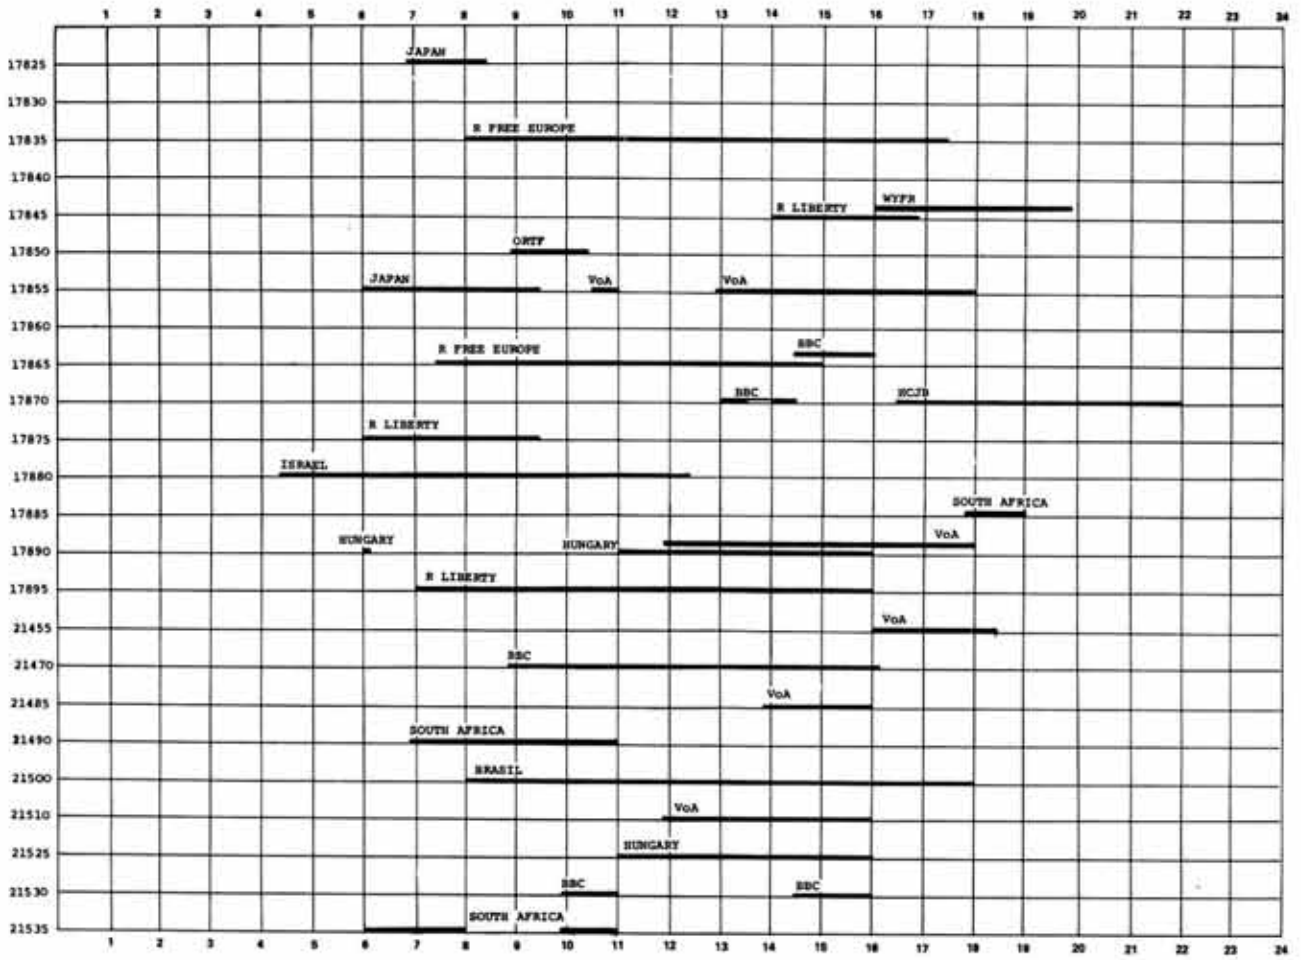 1 2 3 4 5 6 7 8 9 10 11 12 13 14 15 16 17 18 20 21 22 23 24
JAPAN
17825
17830
R FREE EUROPE
17835
17840
WYFR
R LIBERTY
17845
ORTF
17850
JAPAN VoA VoA
17855
17860
R FREE EUROPE BBC
17865
BBC HCJB
17870
R LIBERTY
17875
ISRAEL
17880
SOUTH AFRICA
17885
HUNGARY HUNGARY VoA
17890
R LIBERTY
17895
VoA
21455
BBC
21470
VoA
21485
SOUTH AFRICA
21490
BRASIL
21500
VoA
21510
HUNGARY
21525
BBC BBC
21530
SOUTH AFRICA
21535
1 2 3 4 5 6 7 8 9 10 11 12 13 14 15 16 17 18 19 20 21 22 23 24